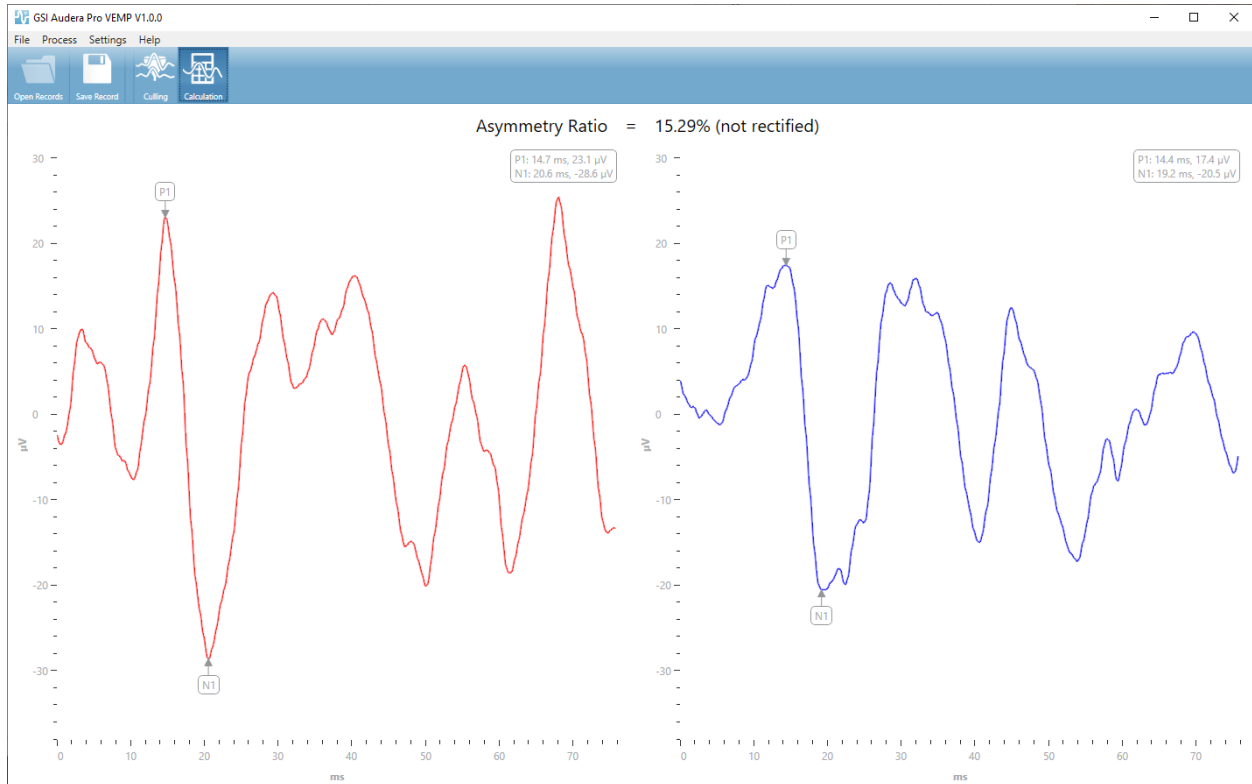 GSI Audera Pro VEMP V1.0.0
File Process Settings Help
Open Records Save Record Culling Calculation
Asymmetry Ratio = 15.29% (not rectified)
P1: 14.7 ms, 23.1 µV
N1: 20.6 ms, -28.6 µV
P1
N1
30
20
10
0
-10
-20
-30
µV
0 10 20 30 40 50 60 70
ms
P1: 14.4 ms, 17.4 µV
N1: 19.2 ms, -20.5 µV
P1
N1
30
20
10
0
-10
-20
-30
µV
0 10 20 30 40 50 60 70
ms